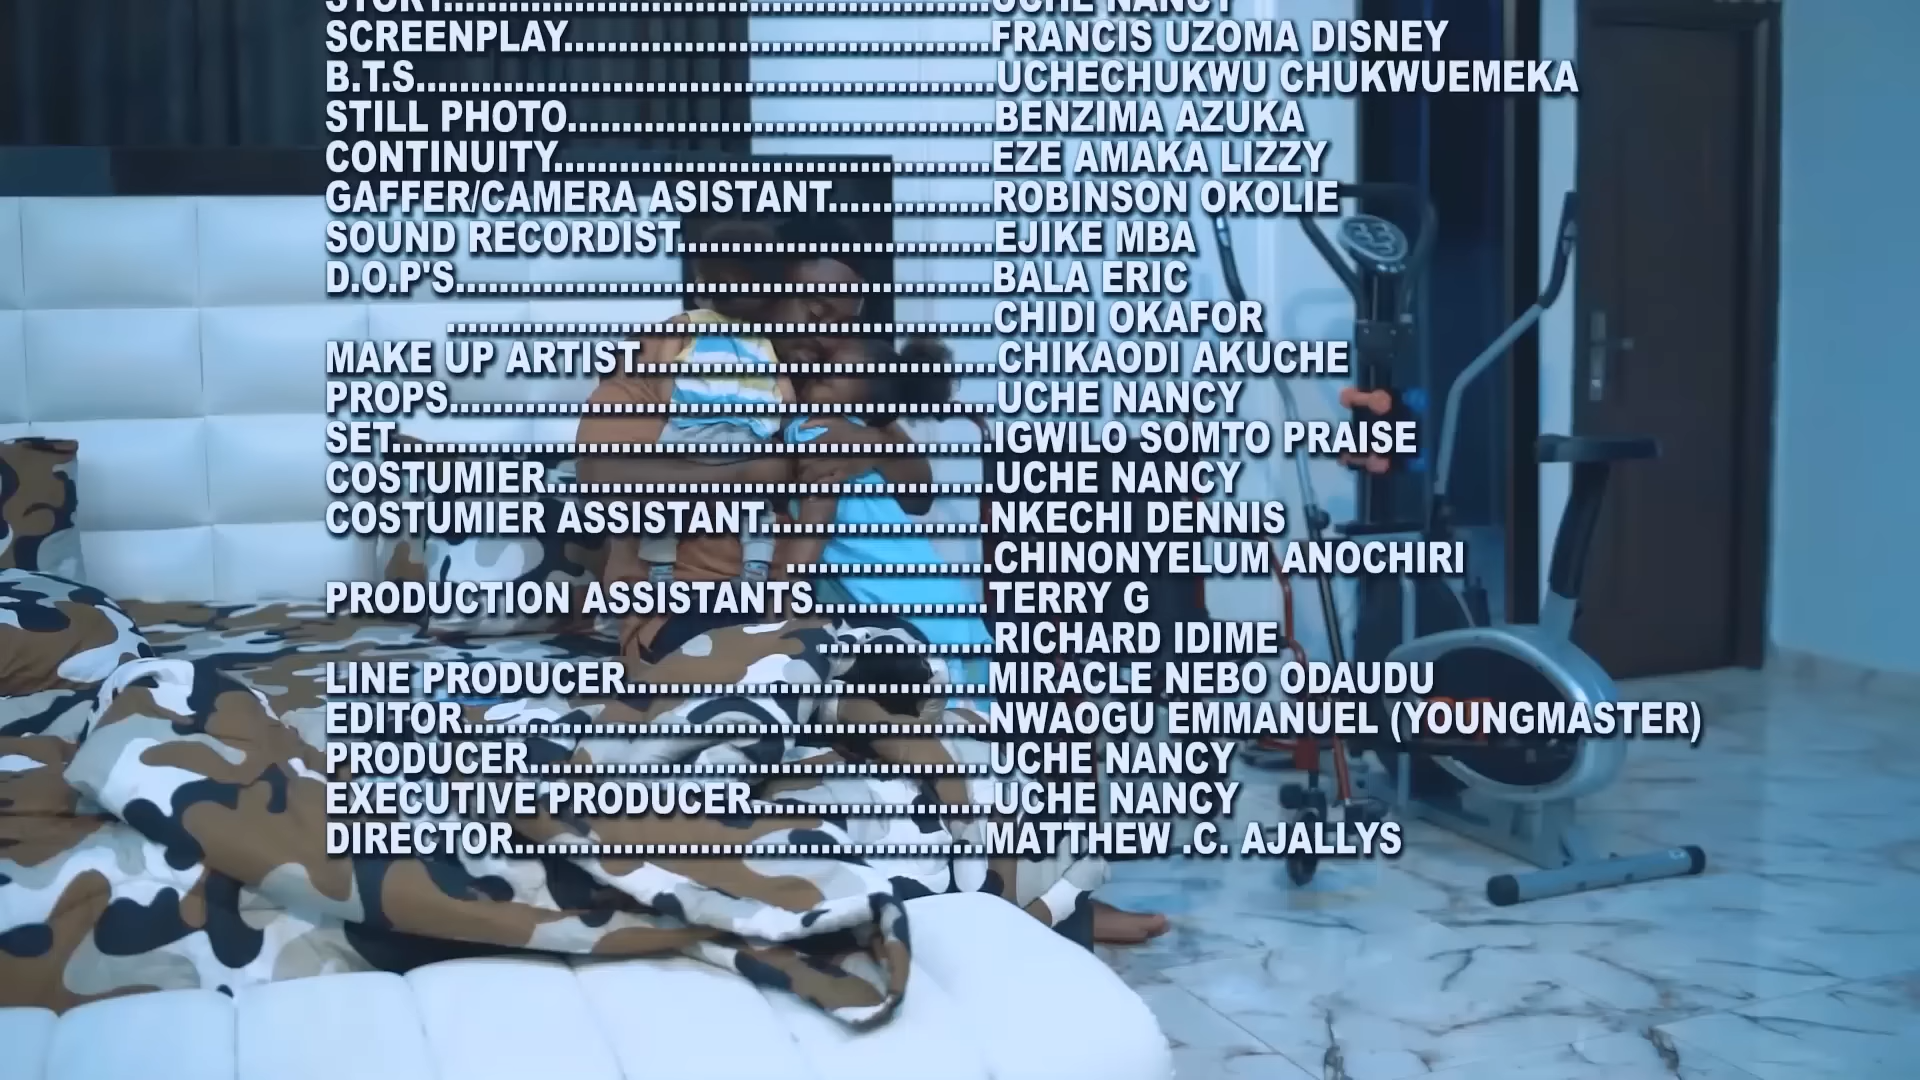 STORY..................................................UCHE NANCY
SCREENPLAY.......................................FRANCIS UZOMA DISNEY
B.T.S.....................................................UCHECHUKWU CHUKWUEMEKA
STILL PHOTO.......................................BENZIMA AZUKA
CONTINUITY........................................EZE AMAKA LIZZY
GAFFER/CAMERA ASISTANT...............ROBINSON OKOLIE
SOUND RECORDIST.............................EJIKE MBA
D.O.P'S.................................................BALA ERIC
..................................................CHIDI OKAFOR
MAKE UP ARTIST.................................CHIKAODI AKUCHE
PROPS..................................................UCHE NANCY
SET.......................................................IGWILO SOMTO PRAISE
COSTUMIER.........................................UCHE NANCY
COSTUMIER ASSISTANT.....................NKECHI DENNIS
...................CHINONYELUM ANOCHIRI
PRODUCTION ASSISTANTS................TERRY G
................RICHARD IDIME
LINE PRODUCER.................................MIRACLE NEBO ODAUDU
EDITOR................................................NWAOGU EMMANUEL (YOUNGMASTER)
PRODUCER..........................................UCHE NANCY
EXECUTIVE PRODUCER......................UCHE NANCY
DIRECTOR...........................................MATTHEW .C. AJALLYS